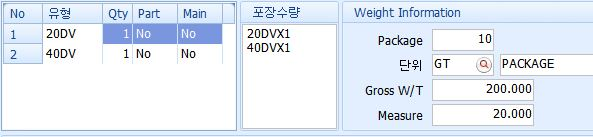 No 유형 Qty Part Main
1 20DV 1 No No
2 40DV 1 No No
포장수량
20DVX1
40DVX1
Weight Information
Package 10
단위 GT PACKAGE
Gross W/T 200.000
Measure 20.000